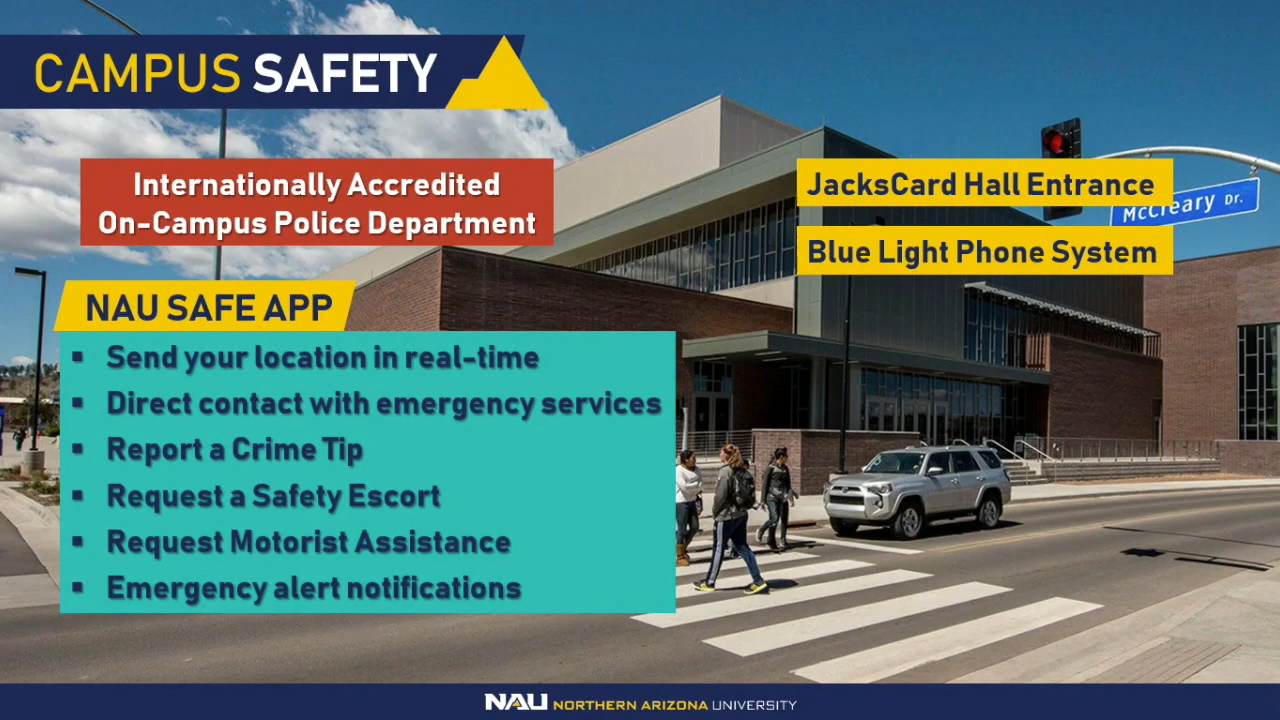 CAMPUS SAFETY
Internationally Accredited
On-Campus Police Department
JacksCard Hall Entrance
McCreary Dr.
Blue Light Phone System
NAU SAFE APP
▪ Send your location in real-time
▪ Direct contact with emergency services
▪ Report a Crime Tip
▪ Request a Safety Escort
▪ Request Motorist Assistance
▪ Emergency alert notifications
NAU NORTHERN ARIZONA UNIVERSITY